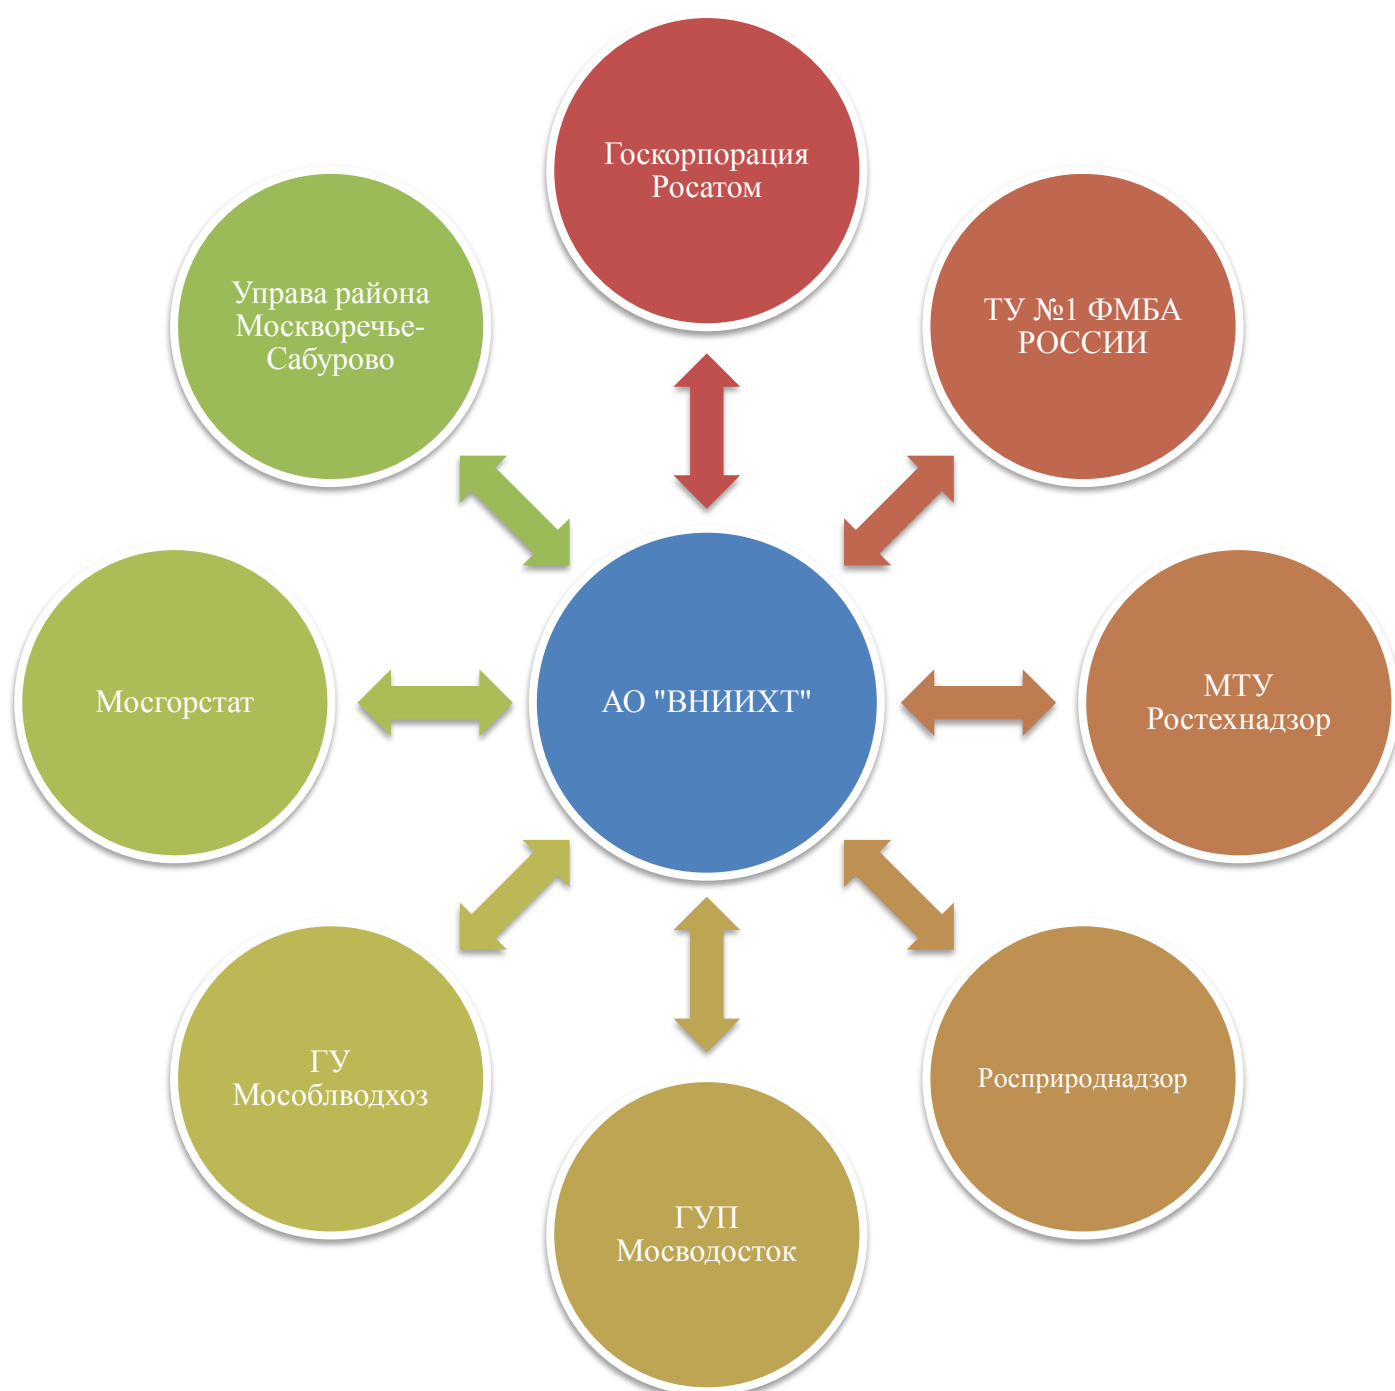 Госкорпорация
Росатом
Управа района
Москворечье-
Сабурово
ТУ №1 ФМБА
РОССИИ
Мосгорстат
АО "ВНИИХТ"
МТУ
Ростехнадзор
ГУ
Мособлводхоз
Росприроднадзор
ГУП
Мосводосток